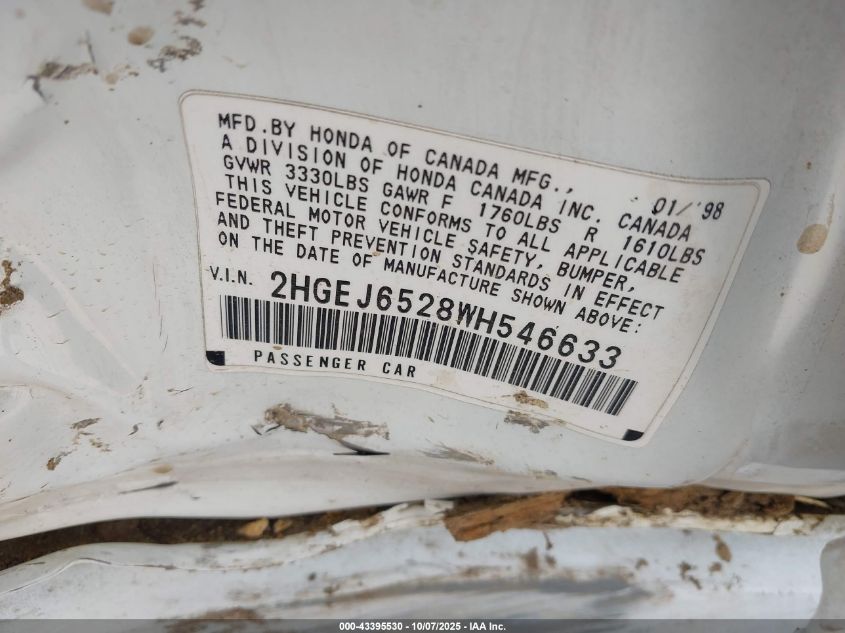 MFD.BY HONDA OF CANADA MFG., 01/'98
A DIVISION OF HONDA CANADA INC. CANADA
GVWR 3330LBS GAWR F 1760LBS R 1610LBS
THIS VEHICLE CONFORMS TO ALL APPLICABLE
FEDERAL MOTOR VEHICLE SAFETY, BUMPER,
AND THEFT PREVENTION STANDARDS IN EFFECT
ON THE DATE OF MANUFACTURE SHOWN ABOVE:
V.I.N. 2HGEJ6528WH546633
PASSENGER CAR
000-43395530 - 10/07/2025 - IAA Inc.